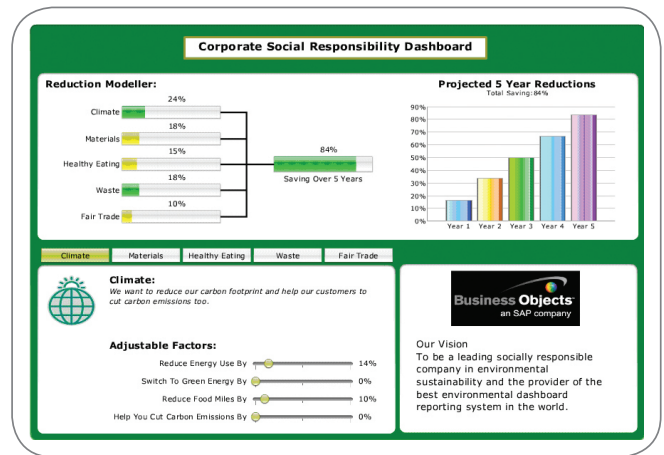 Corporate Social Responsibility Dashboard
Reduction Modeller:
24%
Climate
18%
Materials
15%
Healthy Eating
18%
Waste
10%
Fair Trade
84%
Saving Over 5 Years
Projected 5 Year Reductions
Total Saving: 84%
90%
80%
70%
60%
50%
40%
30%
20%
10%
0%
Year 1 Year 2 Year 3 Year 4 Year 5
Climate Materials Healthy Eating Waste Fair Trade
Climate:
We want to reduce our carbon footprint and help our customers to
cut carbon emissions too.
Adjustable Factors:
Reduce Energy Use By 14%
Switch To Green Energy By 0%
Reduce Food Miles By 10%
Help You Cut Carbon Emissions By 0%
Business Objects
an SAP company
Our Vision
To be a leading socially responsible
company in environmental
sustainability and the provider of the
best environmental dashboard
reporting system in the world.